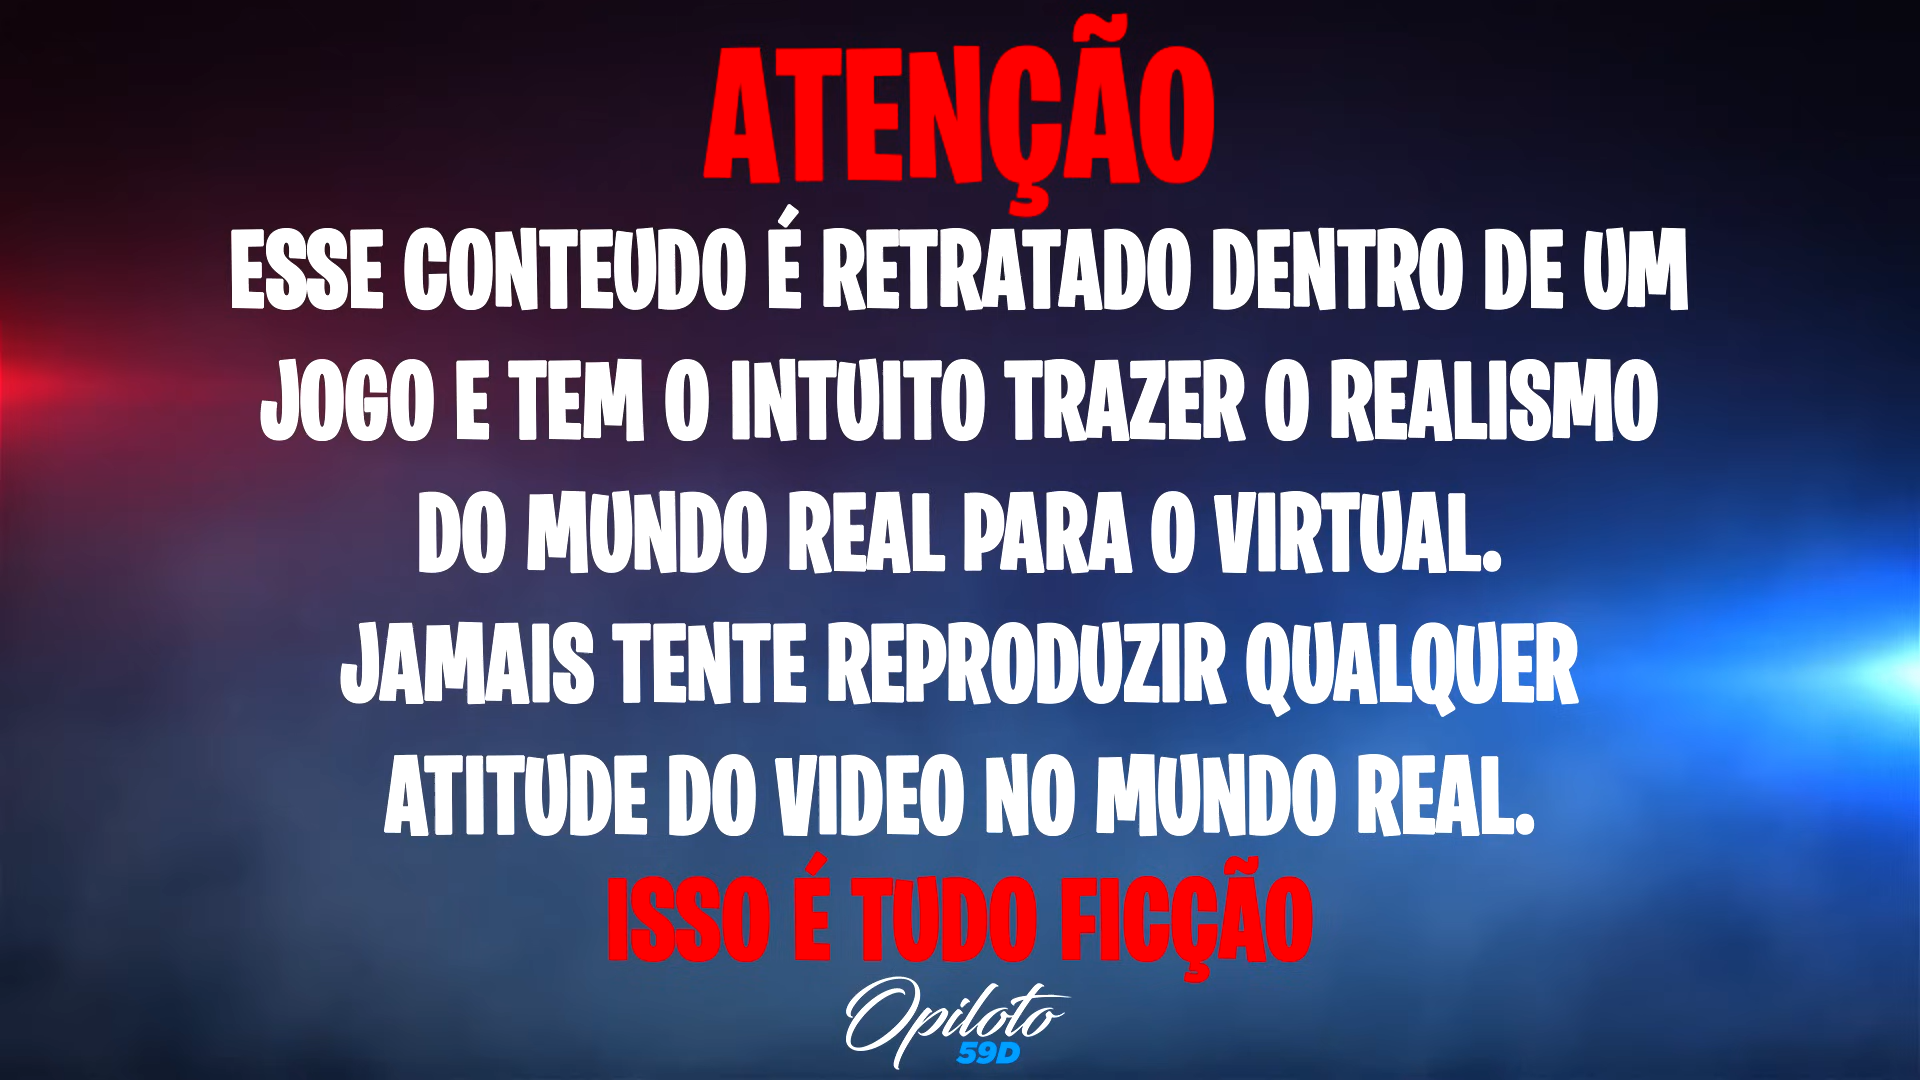 ATENÇÃO
ESSE CONTEUDO É RETRATADO DENTRO DE UM
JOGO E TEM O INTUITO TRAZER O REALISMO
DO MUNDO REAL PARA O VIRTUAL.
JAMAIS TENTE REPRODUZIR QUALQUER
ATITUDE DO VIDEO NO MUNDO REAL.
ISSO É TUDO FICÇÃO
Opiloto
59D